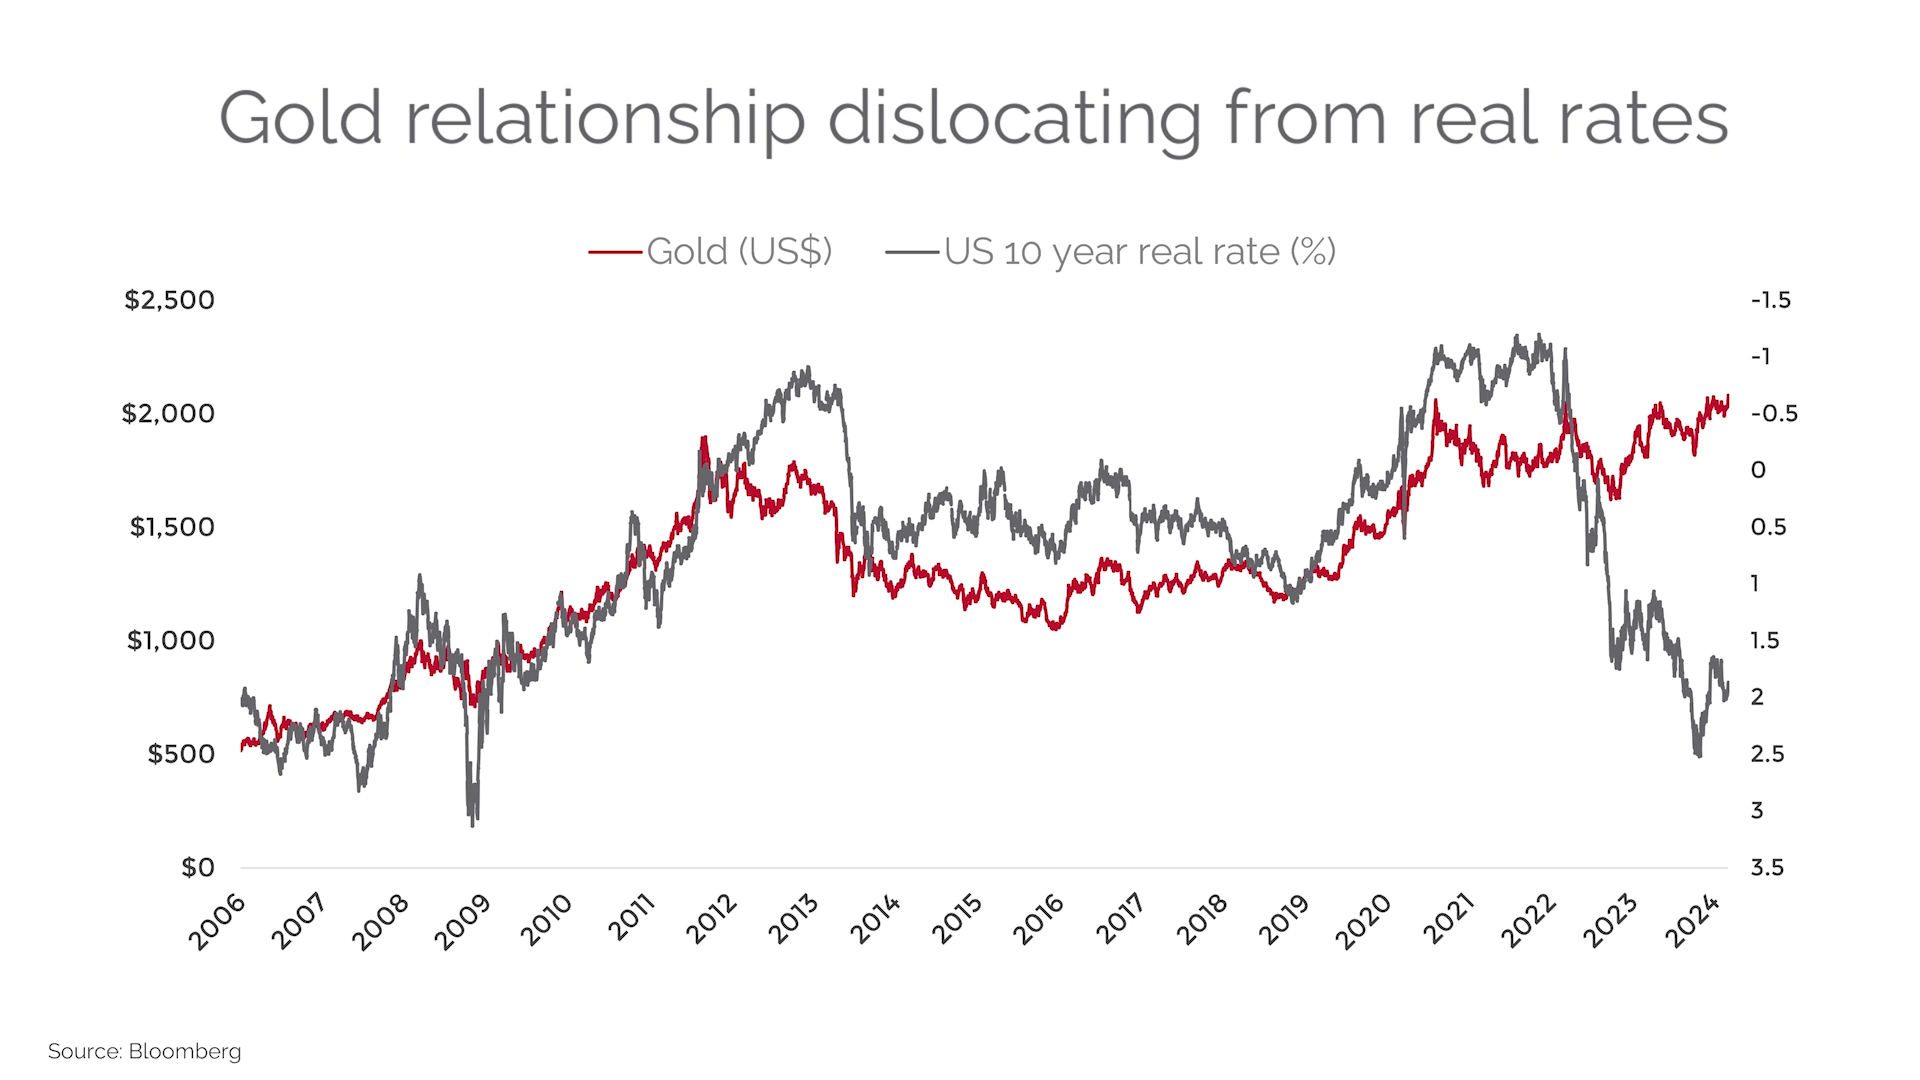 Gold relationship dislocating from real rates
Gold (US$) US 10 year real rate (%)
$2,500 -1.5
-1
$2,000 -0.5
0
$1,500 0.5
1
$1,000 1.5
2
$500 2.5
3
$0 3.5
2006 2007 2008 2009 2010 2011 2012 2013 2014 2015 2016 2017 2018 2019 2020 2021 2022 2023 2024
Source: Bloomberg